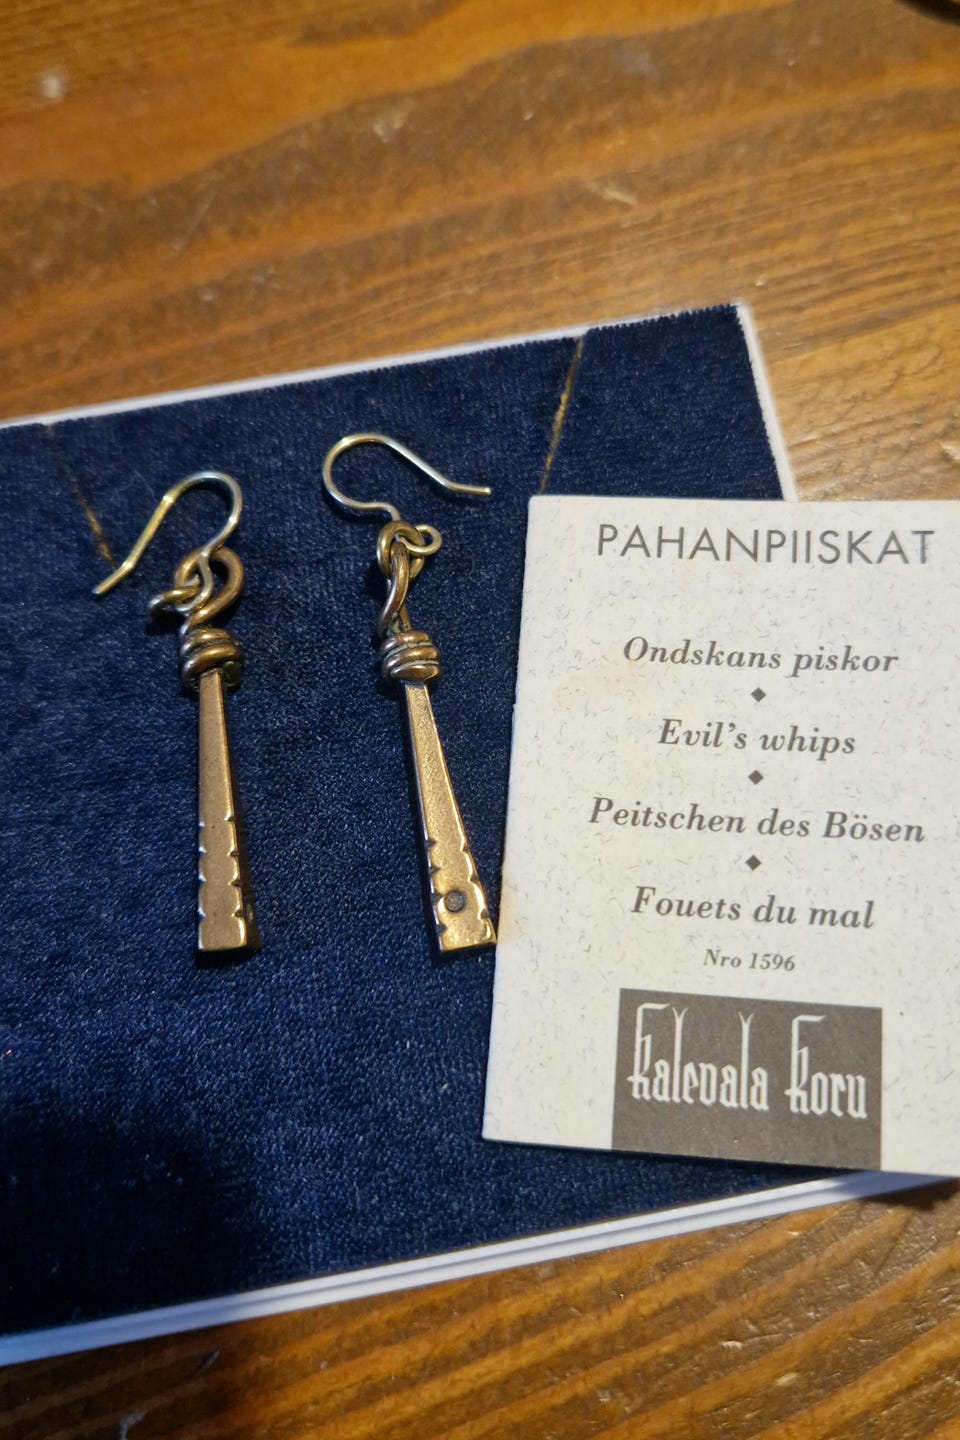 PAHANPIISKAT
Ondskans piskor
Evil's whips
Peitschen des Bösen
Fouets du mal
Nro 1596
Kalevala Koru